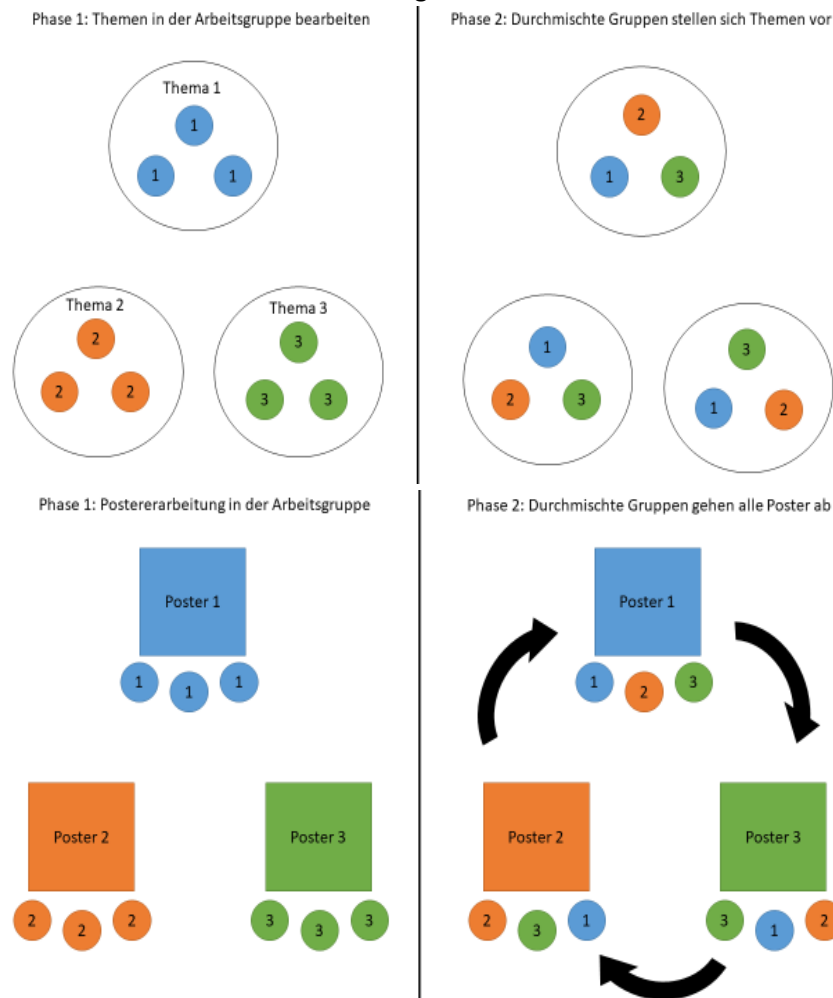 Phase 1: Themen in der Arbeitsgruppe bearbeiten
Phase 2: Durchmischte Gruppen stellen sich Themen vor
Thema 1
1
1 1
2
1 3
Thema 2
2
2 2
Thema 3
3
3 3
1
2 3
3
1 2
Phase 1: Postererarbeitung in der Arbeitsgruppe
Phase 2: Durchmischte Gruppen gehen alle Poster ab
Poster 1
1 1 1
Poster 1
1 2 3
Poster 2
2 2 2
Poster 3
3 3 3
Poster 2
2 3 1
Poster 3
3 1 2